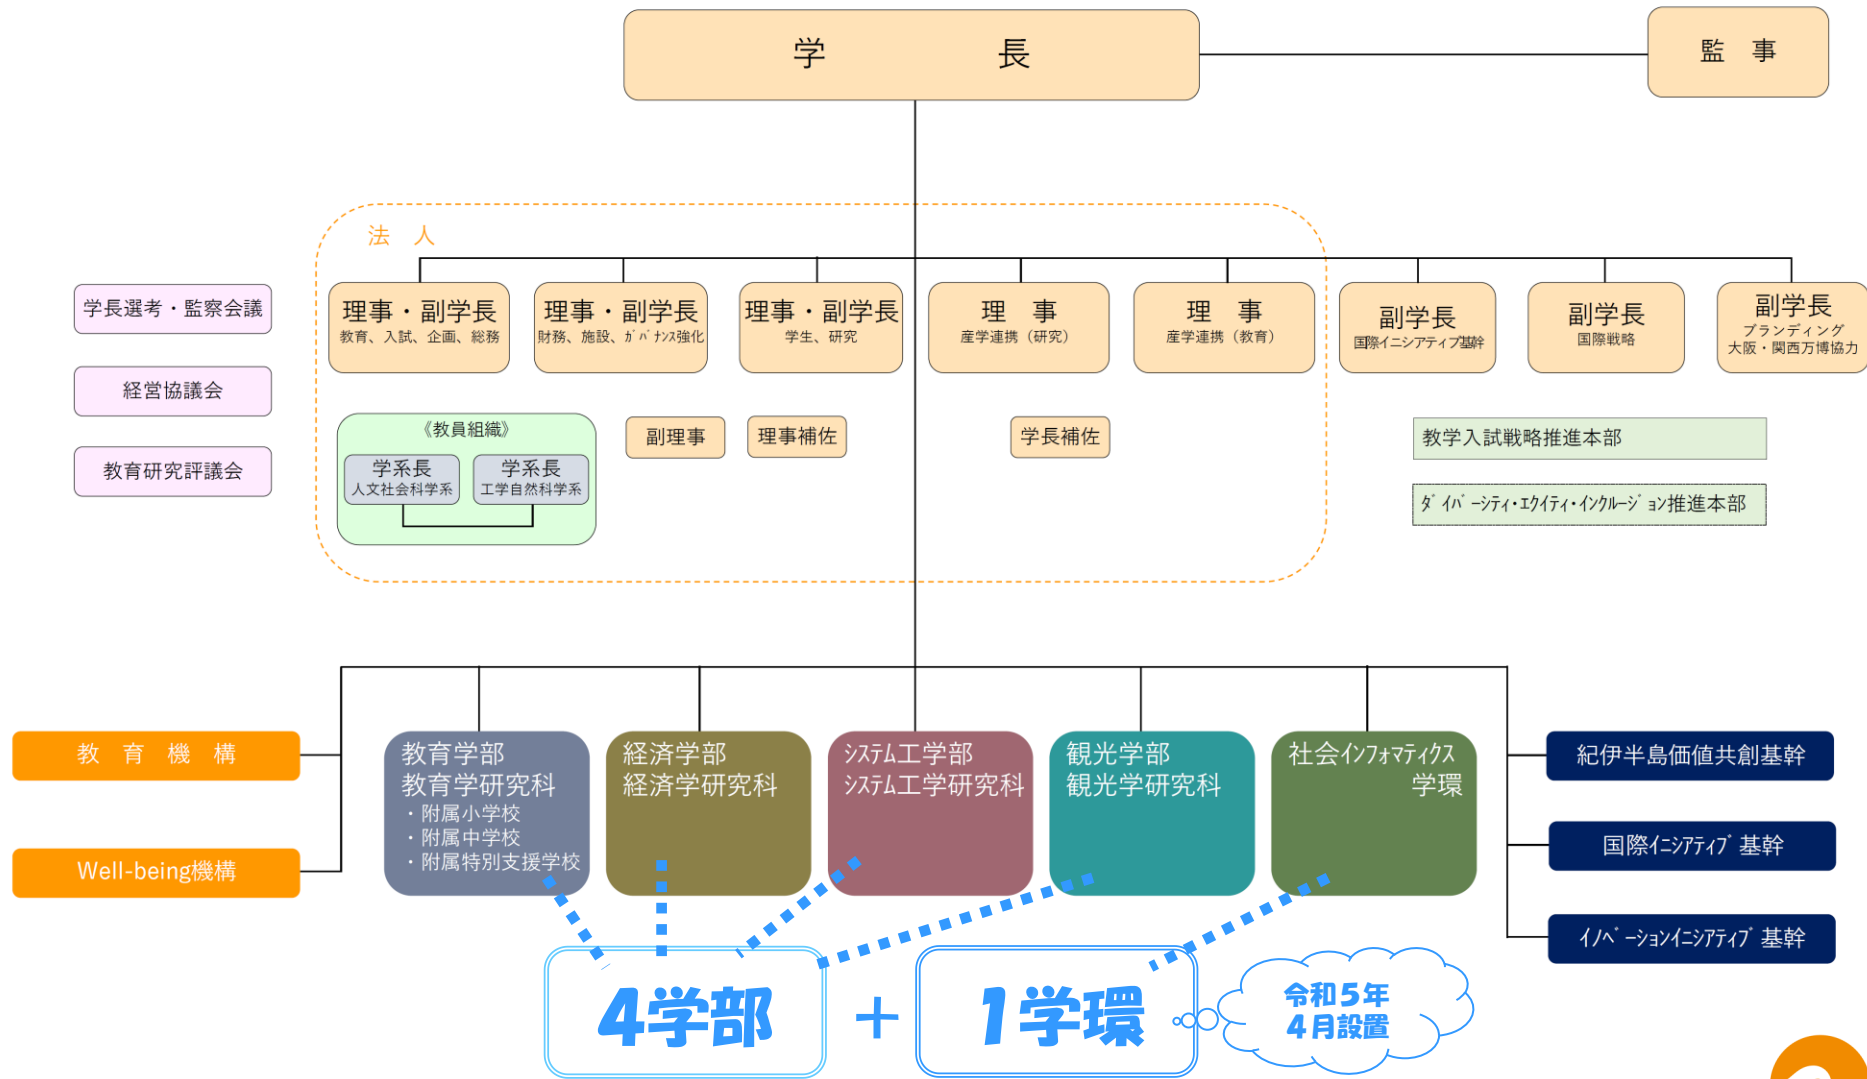 学　長
監　事
法　人
学長選考・監察会議
経営協議会
教育研究評議会
理事・副学長
教育、入試、企画、総務
理事・副学長
財務、施設、ｶﾞﾊﾞﾅﾝｽ強化
理事・副学長
学生、研究
理　事
産学連携（研究）
理　事
産学連携（教育）
副学長
国際イニシアティブ基幹
副学長
国際戦略
副学長
ブランディング
大阪・関西万博協力
《教員組織》
学系長
人文社会科学系
学系長
工学自然科学系
副理事
理事補佐
学長補佐
教学入試戦略推進本部
ﾀﾞｲﾊﾞｰｼﾃｨ・ｴｸｲﾃｨ・ｲﾝｸﾙｰｼﾞｮﾝ推進本部
教　育　機　構
Well-being機構
教育学部
教育学研究科
・附属小学校
・附属中学校
・附属特別支援学校
経済学部
経済学研究科
ｼｽﾃﾑ工学部
ｼｽﾃﾑ工学研究科
観光学部
観光学研究科
社会ｲﾝﾌｫﾏﾃｨｸｽ
学環
紀伊半島価値共創基幹
国際ｲﾆｼｱﾃｨﾌﾞ基幹
ｲﾉﾍﾞｰｼｮﾝｲﾆｼｱﾃｨﾌﾞ基幹
4学部
＋
1学環
令和5年
4月設置